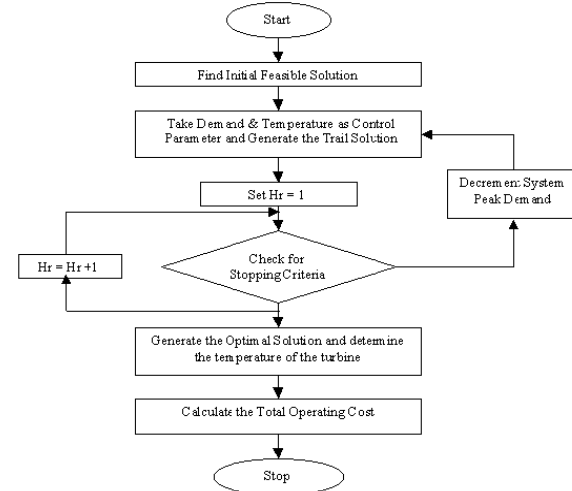 Start
Find Initial Feasible Solution
Take Demand & Temperature as Control
Parameter and Generate the Trail Solution
Set Hr = 1
Decrement System
Peak Demand
Hr = Hr +1
Check for
Stopping Criteria
Generate the Optimal Solution and determine
the temperature of the turbine
Calculate the Total Operating Cost
Stop